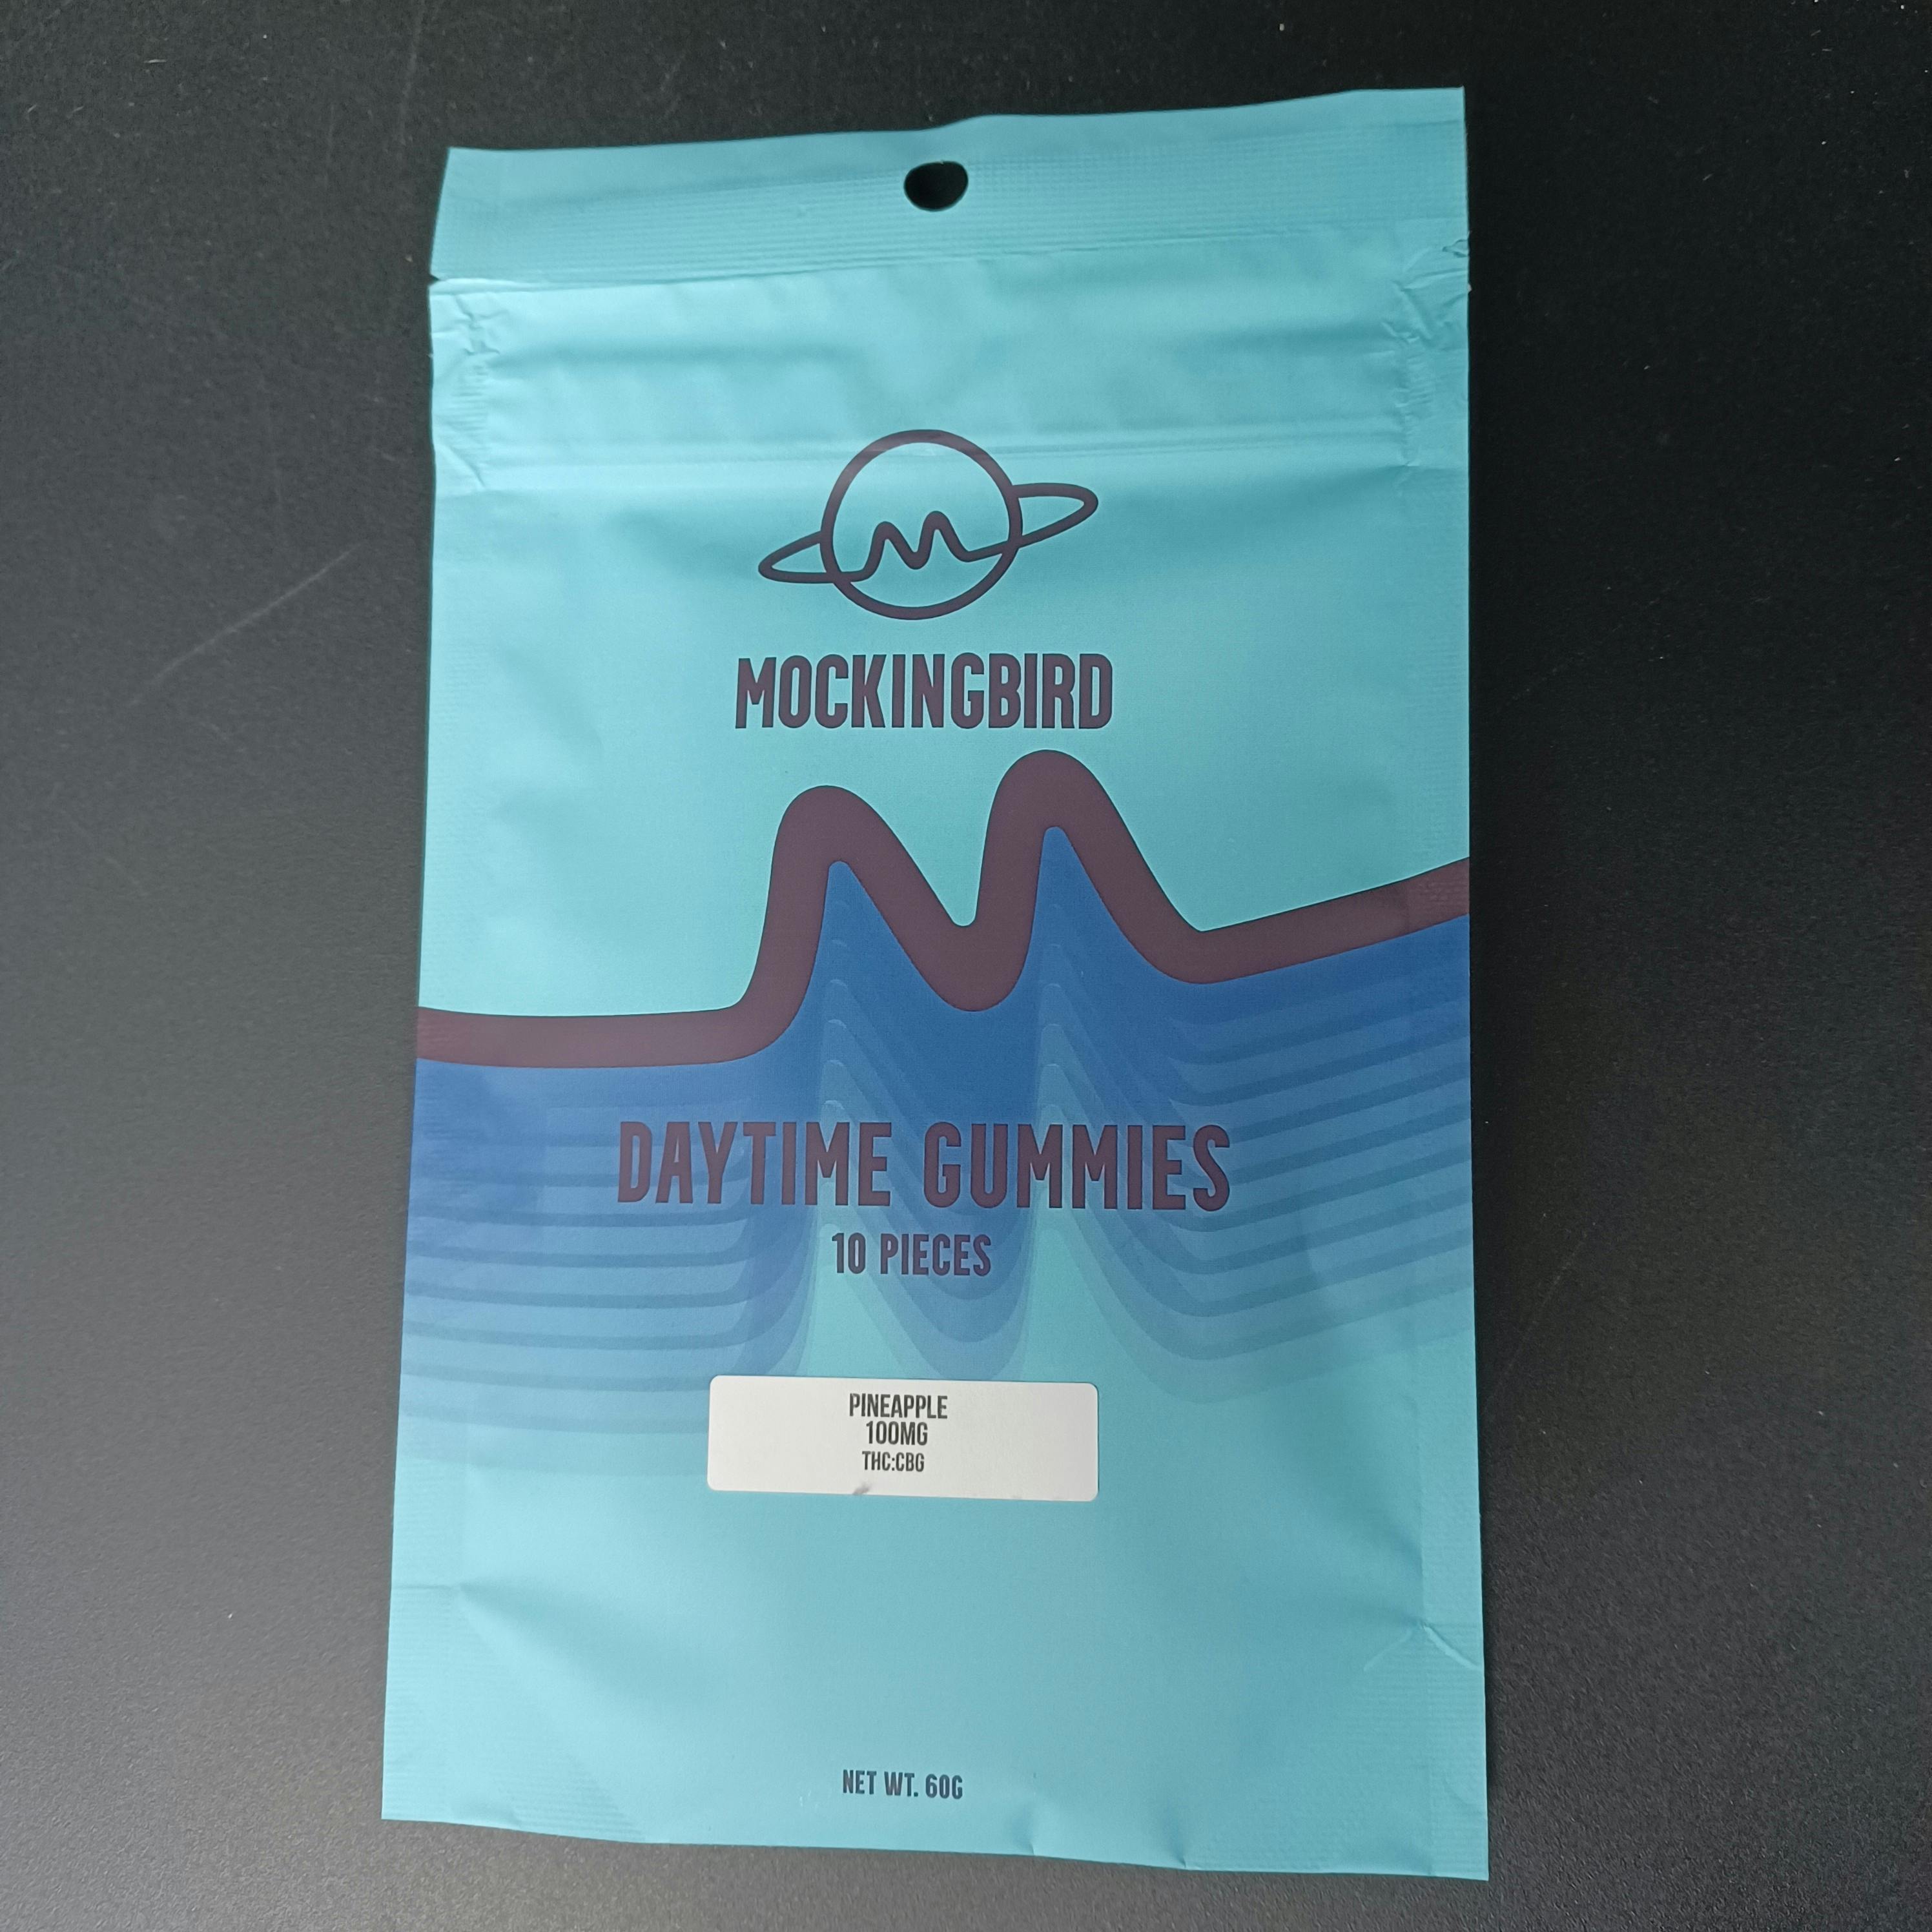 MOCKINGBIRD
DAYTIME GUMMIES
10 PIECES
PINEAPPLE
100MG
THC:CBG
NET WT. 60G